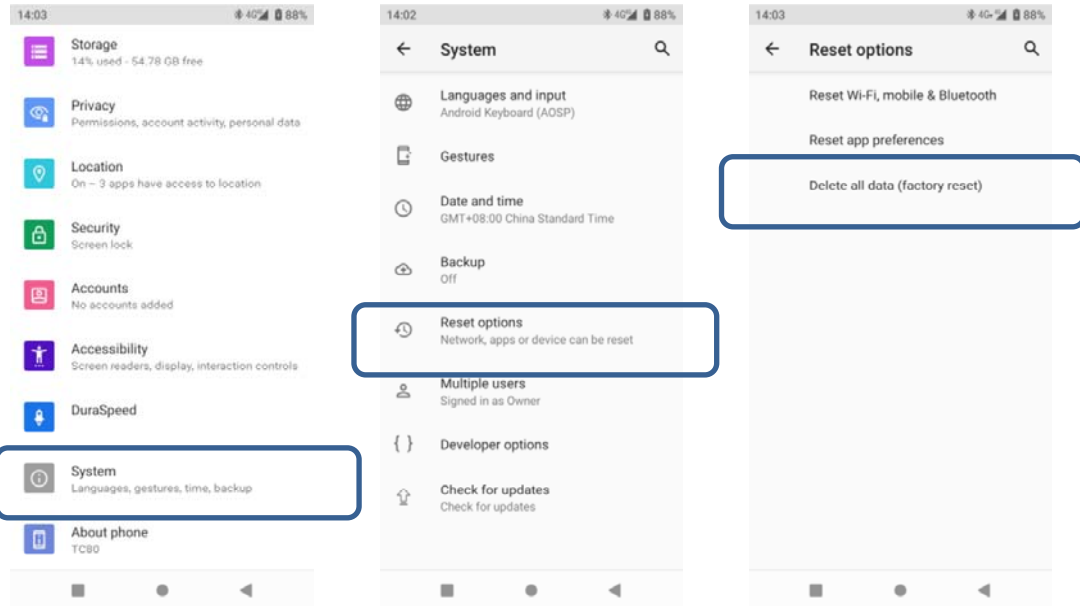 14:03
4G 88%
Storage
14% used - 54.78 GB free
Privacy
Permissions, account activity, personal data
Location
On – 3 apps have access to location
Security
Screen lock
Accounts
No accounts added
Accessibility
Screen readers, display, interaction controls
DuraSpeed
System
Languages, gestures, time, backup
About phone
TC80
14:02
4G 88%
System
Languages and input
Android Keyboard (AOSP)
Gestures
Date and time
GMT+08:00 China Standard Time
Backup
Off
Reset options
Network, apps or device can be reset
Multiple users
Signed in as Owner
{ } Developer options
Check for updates
Check for updates
14:03
4G+ 88%
Reset options
Reset Wi-Fi, mobile & Bluetooth
Reset app preferences
Delete all data (factory reset)